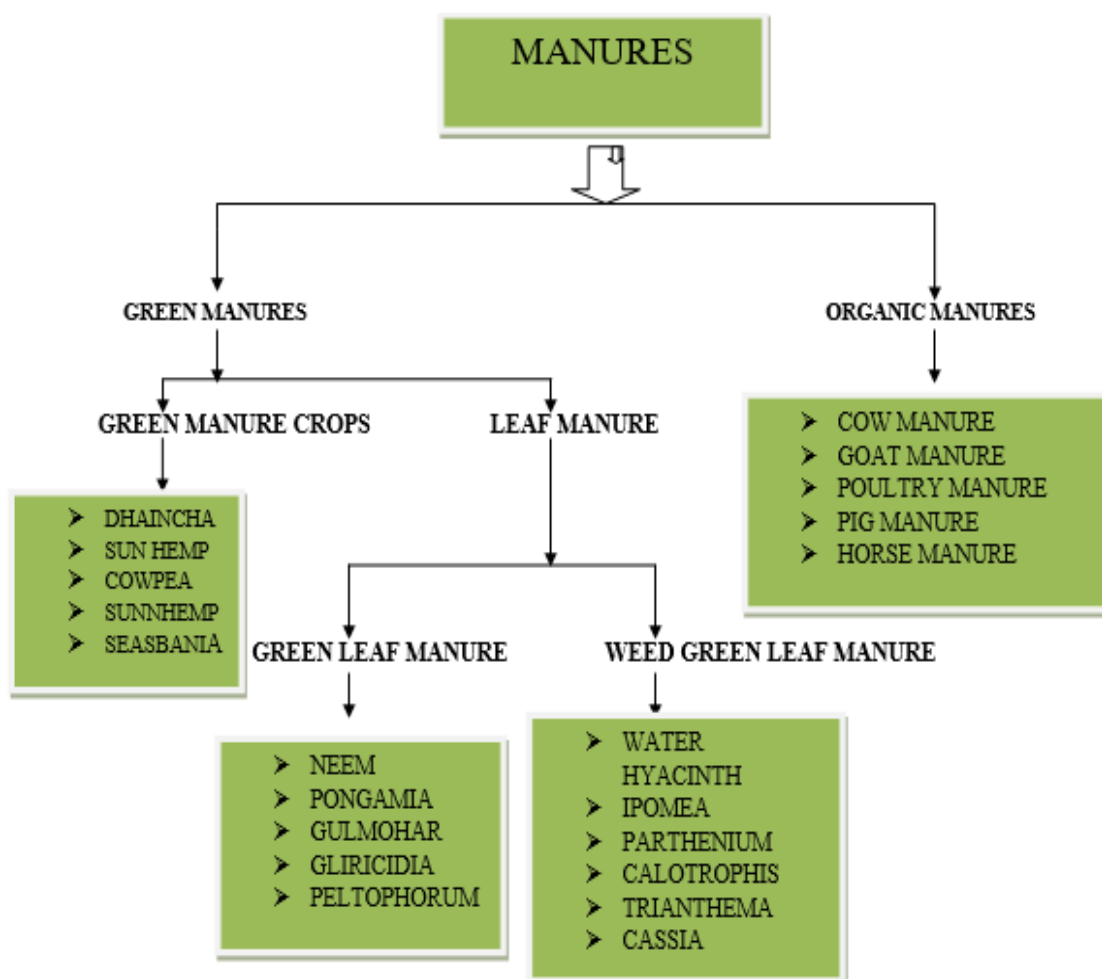 MANURES
GREEN MANURES
ORGANIC MANURES
GREEN MANURE CROPS
LEAF MANURE
COW MANURE
GOAT MANURE
POULTRY MANURE
PIG MANURE
HORSE MANURE
DHAINCHA
SUN HEMP
COWPEA
SUNNHEMP
SEASBANIA
GREEN LEAF MANURE
WEED GREEN LEAF MANURE
NEEM
PONGAMIA
GULMOHAR
GLIRICIDIA
PELTOPHORUM
WATER
HYACINTH
IPOMEA
PARTHENIUM
CALOTROPHIS
TRIANTHEMA
CASSIA